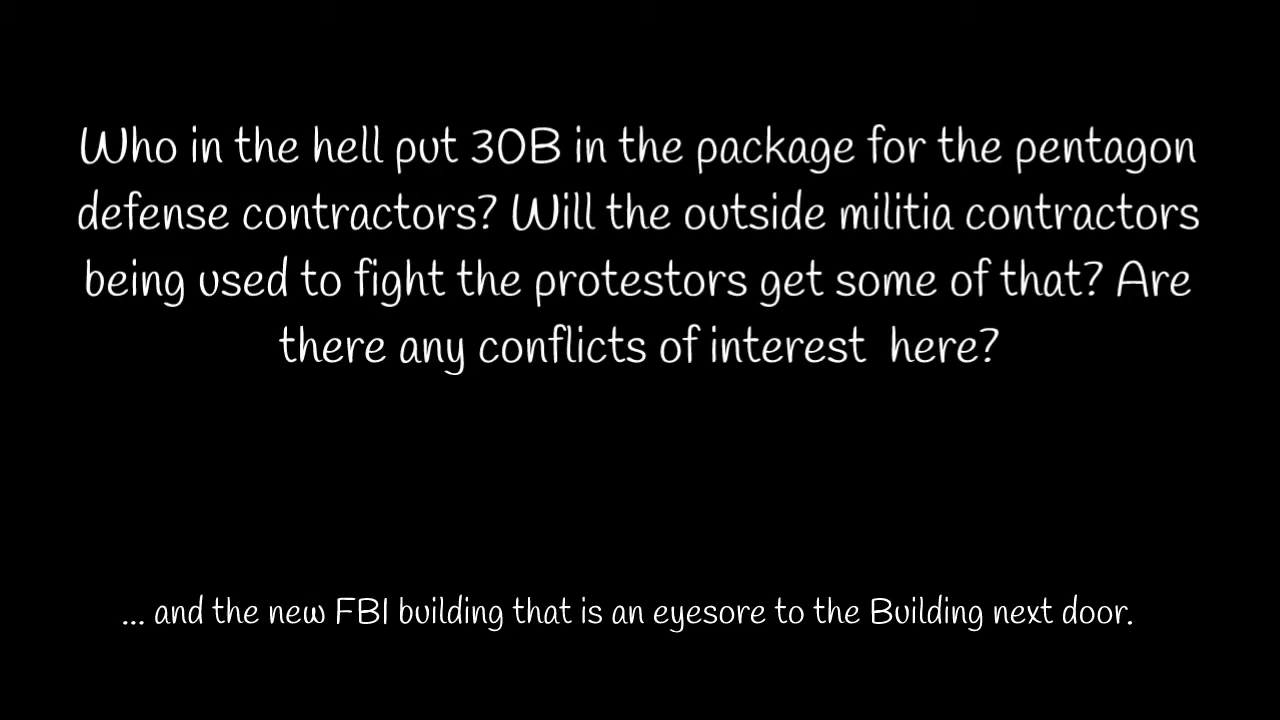 Who in the hell put 30B in the package for the pentagon
defense contractors? Will the outside militia contractors
being used to fight the protestors get some of that? Are
there any conflicts of interest  here?
... and the new FBI building that is an eyesore to the Building next door.